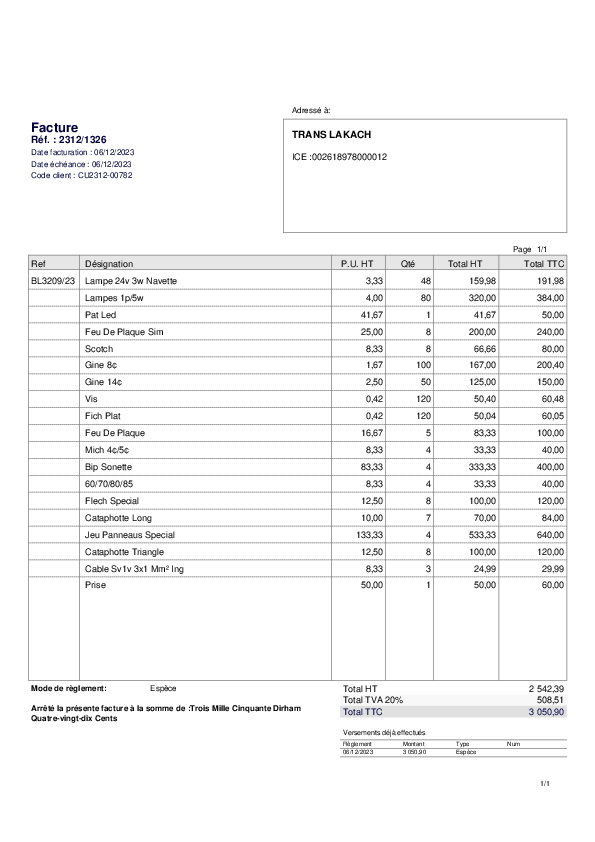 Adressé à:
Facture
Réf. : 2312/1326
Date facturation : 06/12/2023
Date échéance : 06/12/2023
Code client : CU2312-00782
TRANS LAKACH
ICE :002618978000012
Page 1/1
Ref Désignation P.U. HT Qté Total HT Total TTC
BL3209/23 Lampe 24v 3w Navette 3,33 48 159,98 191,98
Lampes 1p/5w 4,00 80 320,00 384,00
Pat Led 41,67 1 41,67 50,00
Feu De Plaque Sim 25,00 8 200,00 240,00
Scotch 8,33 8 66,66 80,00
Gine 8¢ 1,67 100 167,00 200,40
Gine 14¢ 2,50 50 125,00 150,00
Vis 0,42 120 50,40 60,48
Fich Plat 0,42 120 50,04 60,05
Feu De Plaque 16,67 5 83,33 100,00
Mich 4¢/5¢ 8,33 4 33,33 40,00
Bip Sonette 83,33 4 333,33 400,00
60/70/80/85 8,33 4 33,33 40,00
Flech Special 12,50 8 100,00 120,00
Cataphotte Long 10,00 7 70,00 84,00
Jeu Panneaus Special 133,33 4 533,33 640,00
Cataphotte Triangle 12,50 8 100,00 120,00
Cable Sv1v 3x1 Mm² Ing 8,33 3 24,99 29,99
Prise 50,00 1 50,00 60,00
Mode de règlement: Espèce
Arrêté la présente facture à la somme de :Trois Mille Cinquante Dirham
Quatre-vingt-dix Cents
Total HT 2 542,39
Total TVA 20% 508,51
Total TTC 3 050,90
Versements déjà effectués
Règlement Montant Type Num
06/12/2023 3 050,90 Espèce
1/1